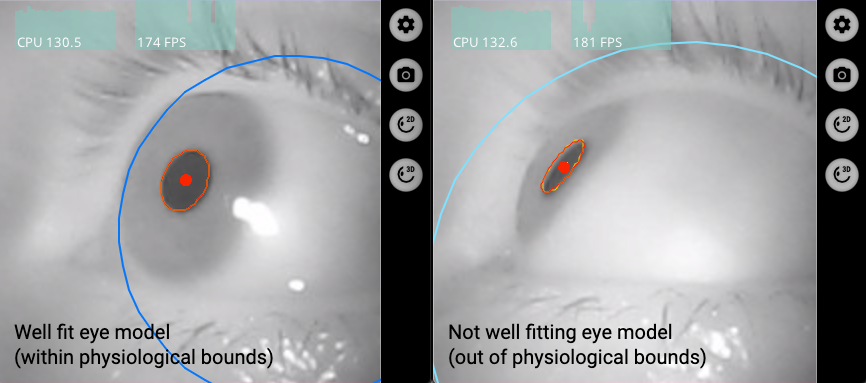 CPU 130.5
174 FPS
2D
3D
Well fit eye model
(within physiological bounds)
CPU 132.6
181 FPS
2D
3D
Not well fitting eye model
(out of physiological bounds)